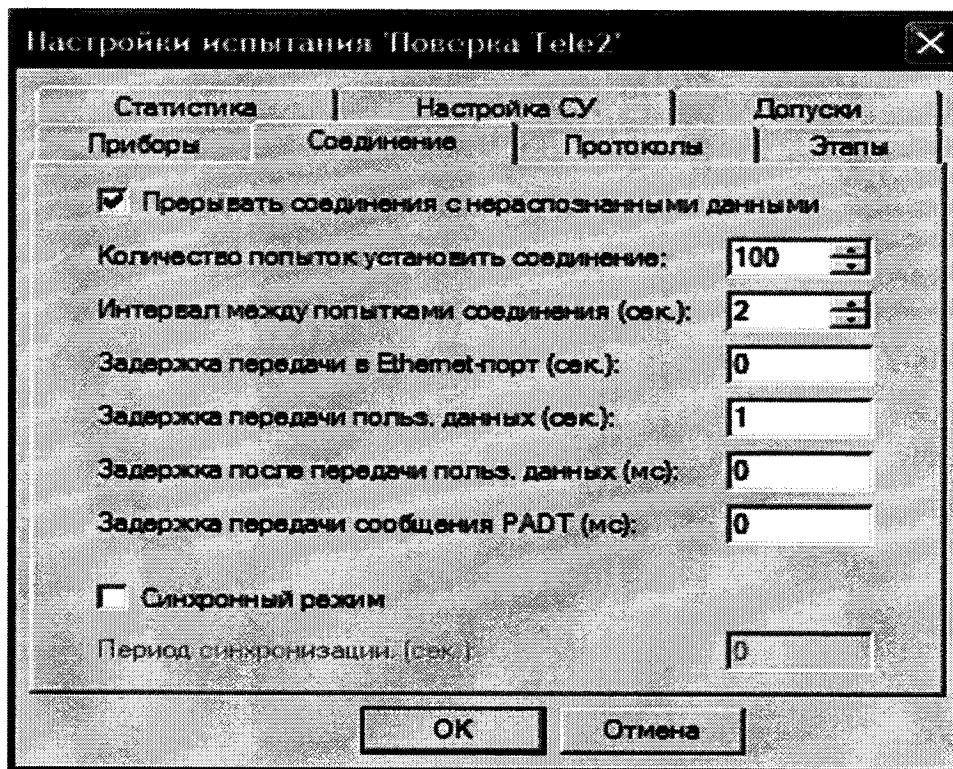 Настройки испытания 'Поверка Tele2'
Статистика Настройка СУ Допуски
Приборы Соединение Протоколы Этапы
Прерывать соединения с нераспознанными данными
Количество попыток установить соединение: 100
Интервал между попытками соединения (сек.): 2
Задержка передачи в Ethernet-порт (сек.): 0
Задержка передачи польз. данных (сек.): 1
Задержка после передачи польз. данных (мс): 0
Задержка передачи сообщения PADT (мс): 0
Синхронный режим
Период синхронизации, (сек.) 0
OK Отмена